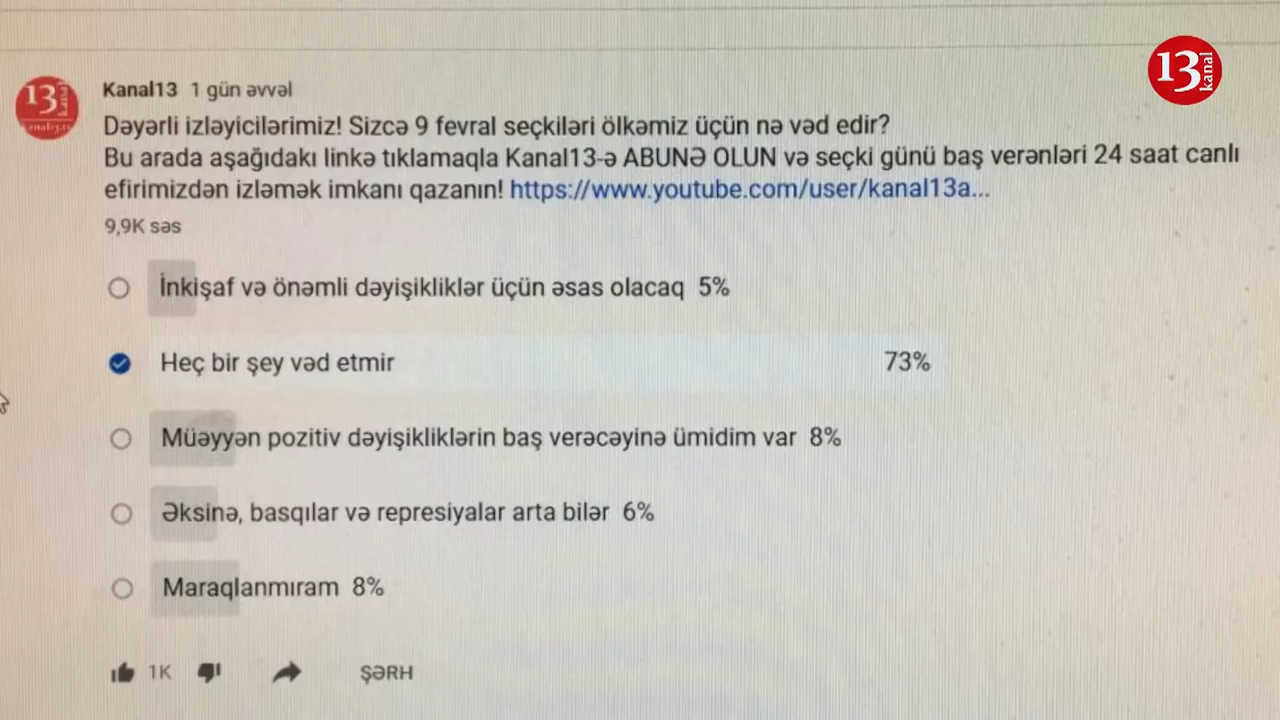 13 kanal
13 kanal
Kanal13 1 gün əvvəl
Dəyərli izləyicilərimiz! Sizcə 9 fevral seçkiləri ölkəmiz üçün nə vəd edir?
Bu arada aşağıdakı linkə tıklamaqla Kanal13-ə ABUNƏ OLUN və seçki günü baş verənləri 24 saat canlı
efirimizdən izləmək imkanı qazanın! https://www.youtube.com/user/kanal13a...
9,9K səs
İnkişaf və önəmli dəyişikliklər üçün əsas olacaq 5%
Heç bir şey vəd etmir 73%
Müəyyən pozitiv dəyişikliklərin baş verəcəyinə ümidim var 8%
Əksinə, basqılar və represiyalar arta bilər 6%
Maraqlanmıram 8%
1K
ŞƏRH